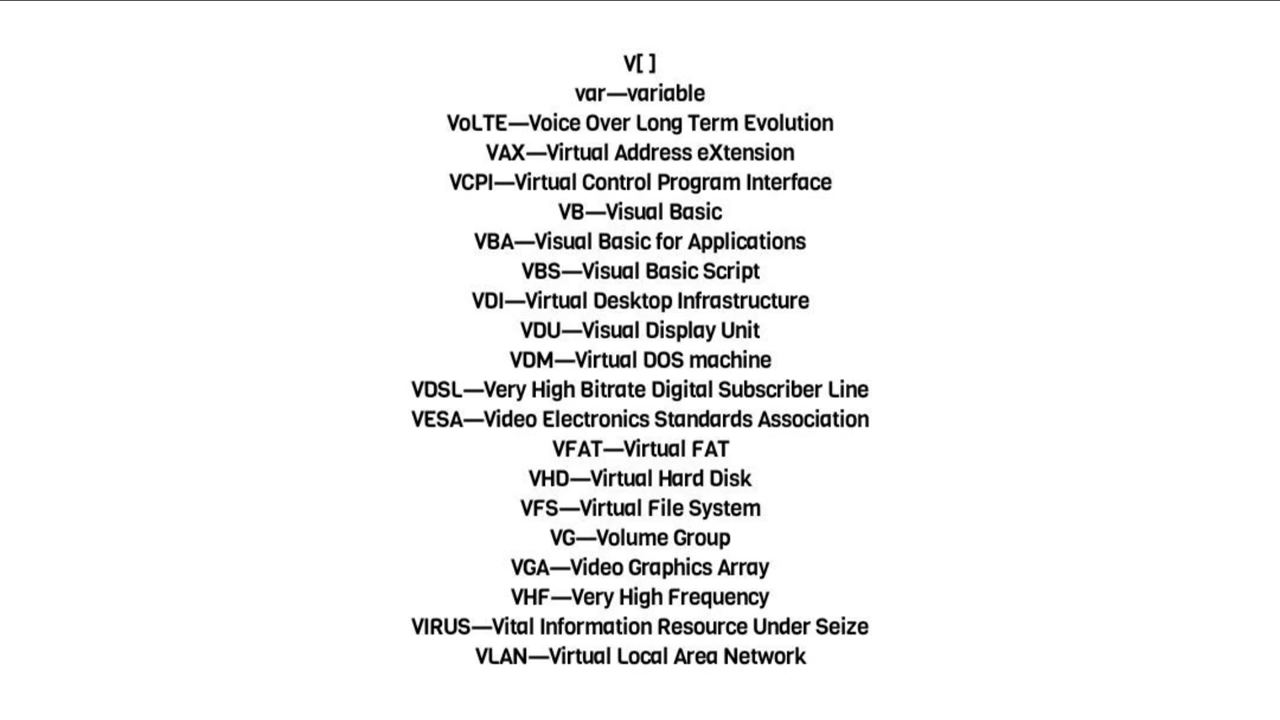 V[ ]
var—variable
VoLTE—Voice Over Long Term Evolution
VAX—Virtual Address eXtension
VCPI—Virtual Control Program Interface
VB—Visual Basic
VBA—Visual Basic for Applications
VBS—Visual Basic Script
VDI—Virtual Desktop Infrastructure
VDU—Visual Display Unit
VDM—Virtual DOS machine
VDSL—Very High Bitrate Digital Subscriber Line
VESA—Video Electronics Standards Association
VFAT—Virtual FAT
VHD—Virtual Hard Disk
VFS—Virtual File System
VG—Volume Group
VGA—Video Graphics Array
VHF—Very High Frequency
VIRUS—Vital Information Resource Under Seize
VLAN—Virtual Local Area Network